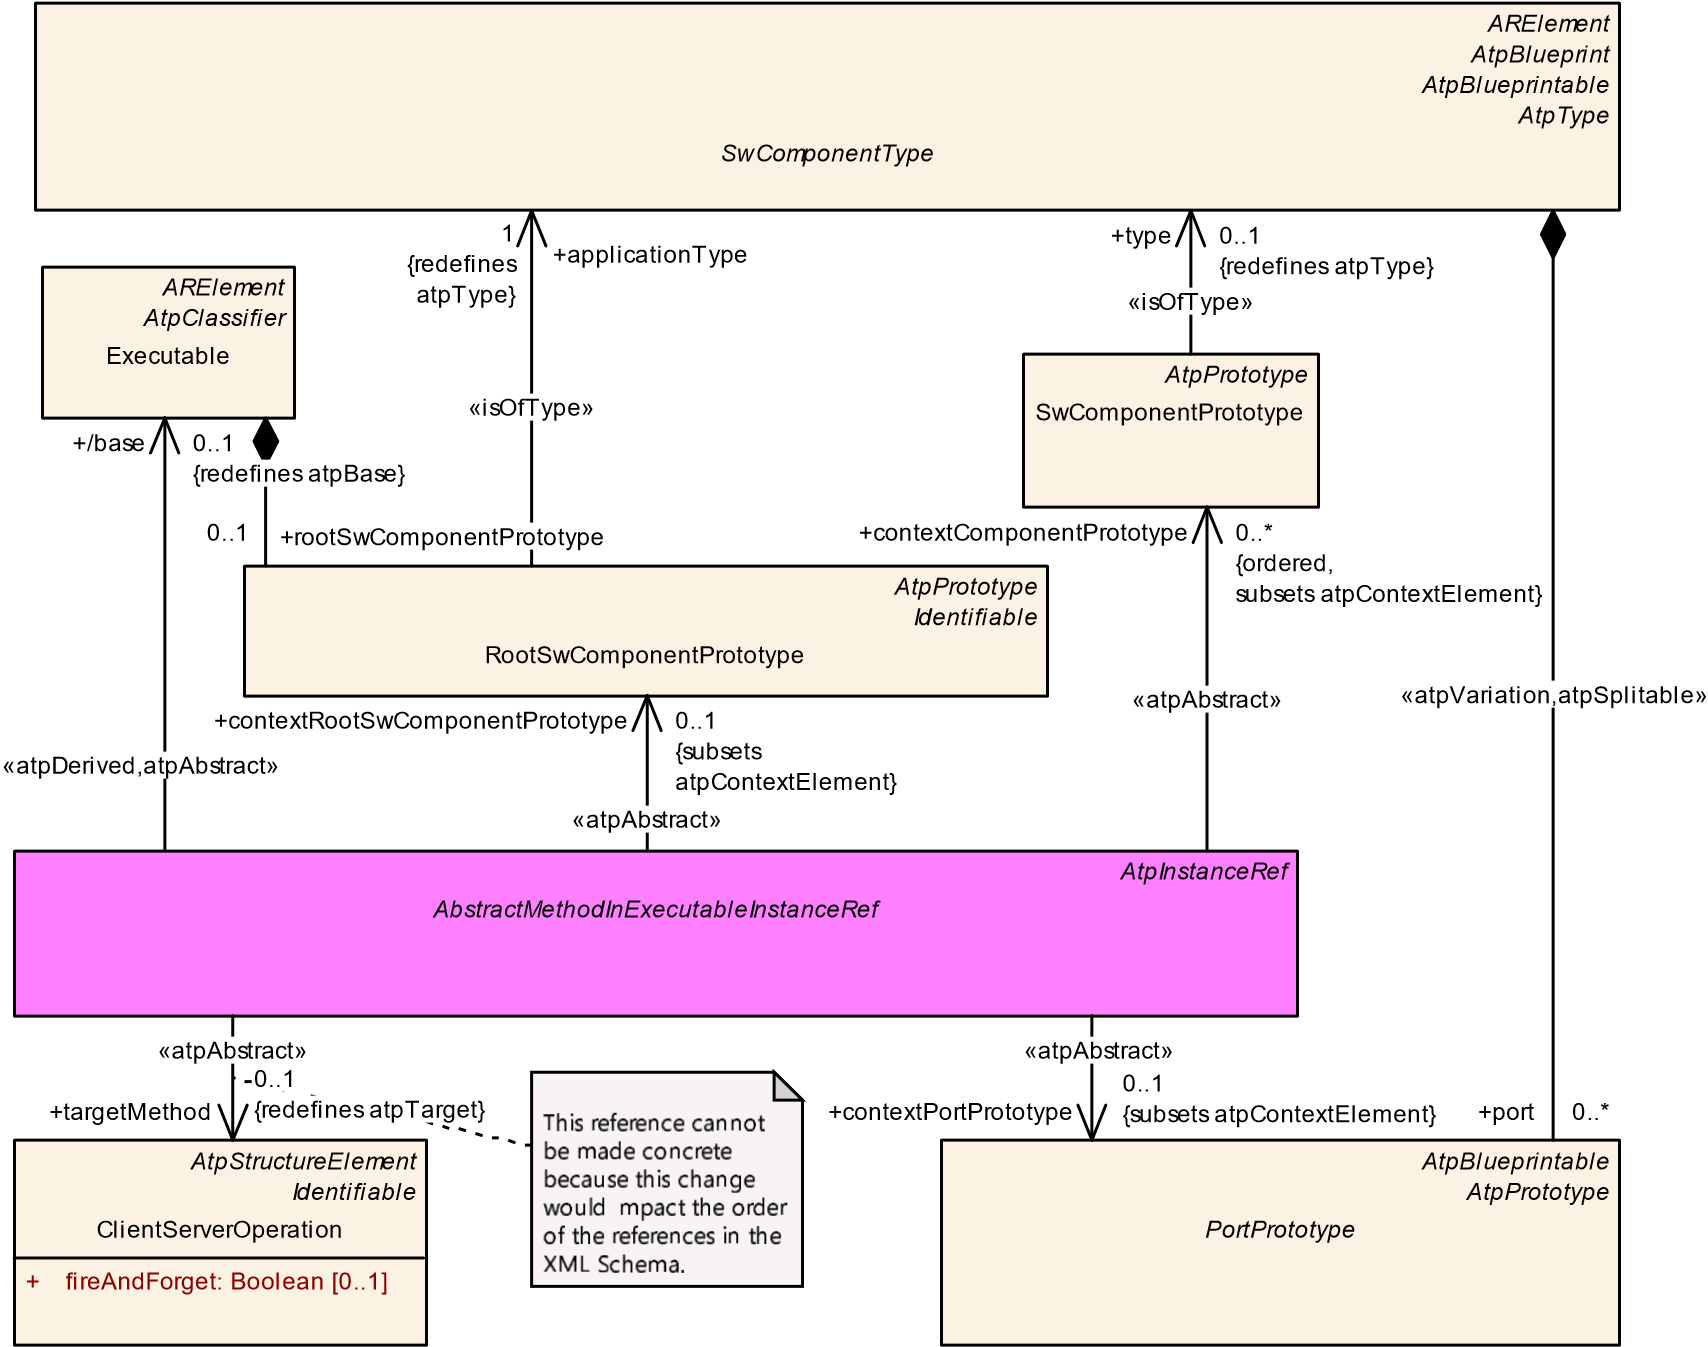 ARElement
AtpBlueprint
AtpBlueprintable
AtpType
SwComponentType
1
{redefines
atpType}
+applicationType
+type
0..1
{redefines atpType}
«isOfType»
ARElement
AtpClassifier
Executable
AtpPrototype
SwComponentPrototype
«isOfType»
+/base
0..1
{redefines atpBase}
0..1
+rootSwComponentPrototype
+contextComponentPrototype
0..*
{ordered,
subsets atpContextElement}
AtpPrototype
Identifiable
RootSwComponentPrototype
«atpAbstract»
«atpVariation,atpSplitable»
+contextRootSwComponentPrototype
0..1
{subsets
atpContextElement}
«atpDerived,atpAbstract»
«atpAbstract»
AtpInstanceRef
AbstractMethodInExecutableInstanceRef
«atpAbstract»
0..1
+targetMethod
{redefines atpTarget}
«atpAbstract»
0..1
+contextPortPrototype
{subsets atpContextElement}
+port
0..*
This reference cannot
be made concrete
because this change
would mpact the order
of the references in the
XML Schema.
AtpStructureElement
Identifiable
ClientServerOperation
+ fireAndForget: Boolean [0..1]
AtpBlueprintable
AtpPrototype
PortPrototype